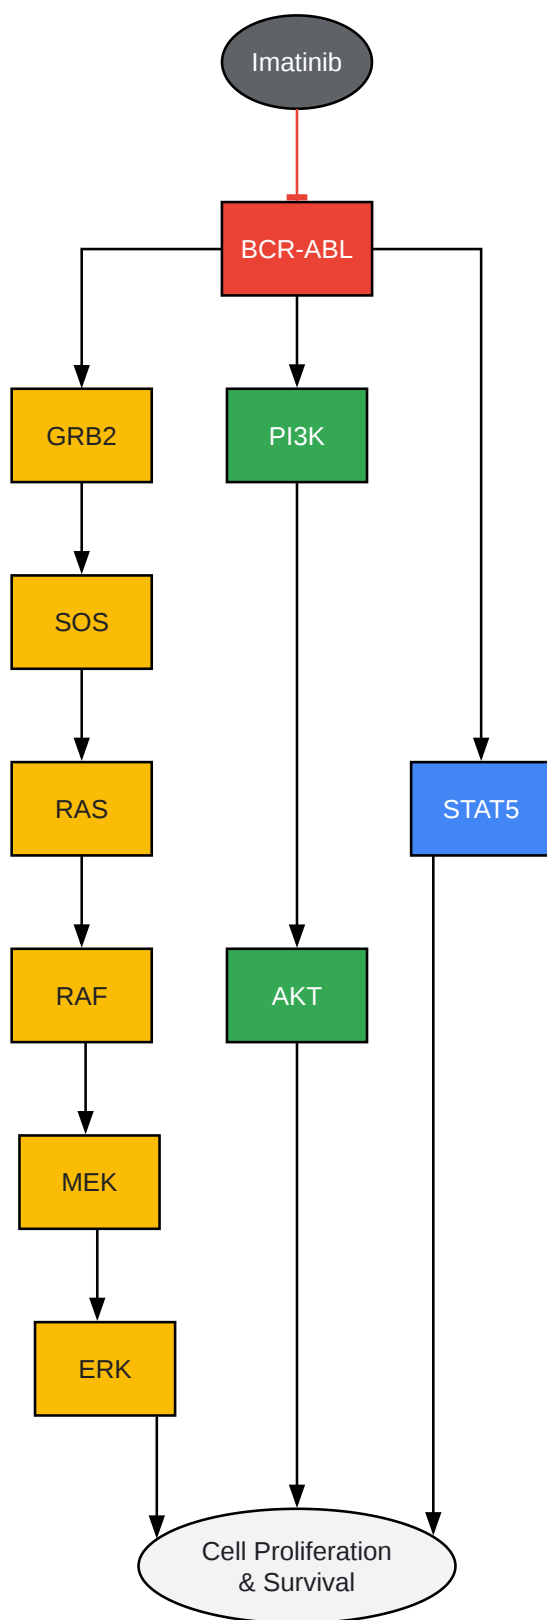 Imatinib
BCR-ABL
GRB2
PI3K
SOS
RAS
STAT5
RAF
AKT
MEK
ERK
Cell Proliferation
& Survival